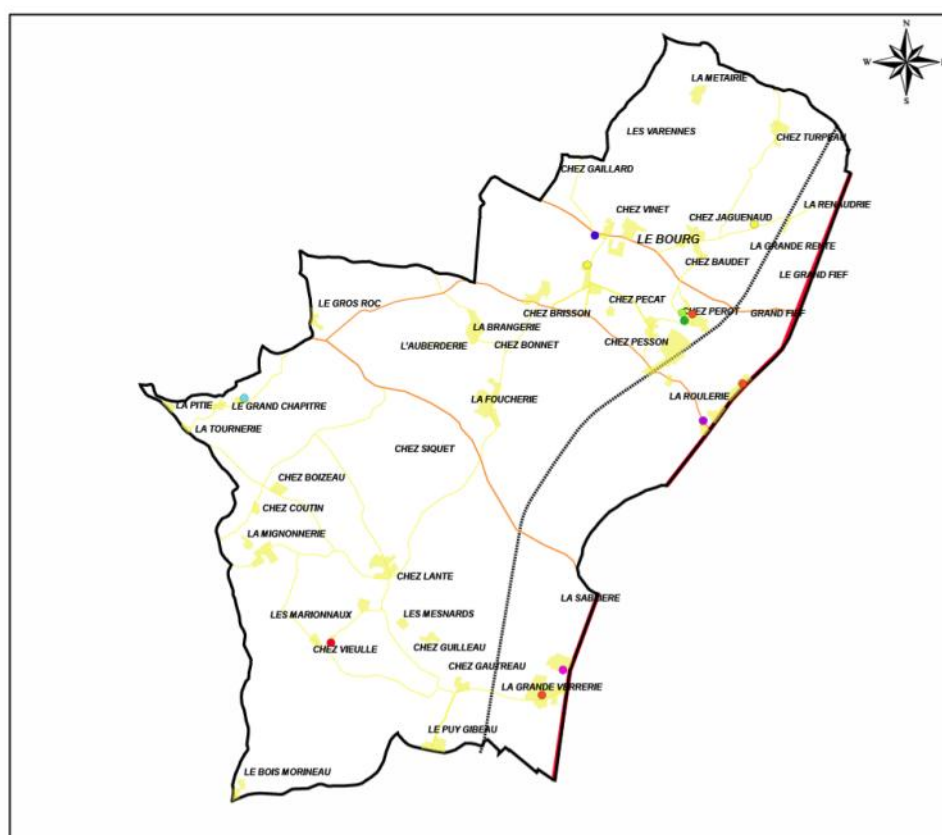 N
W
S
LA METAIRIE
LES VARENNES
CHEZ TURPEAU
CHEZ GAILLARD
LA RENAUDRIE
CHEZ VINET
CHEZ JAGUENAUD
LE BOURG
LA GRANDE RENTE
CHEZ BAUDET
LE GRAND FIEF
LE GROS ROC
CHEZ PECAT
CHEZ BRISSON
CHEZ PEROT
GRAND FIEF
LA BRANGERIE
L'AUBERDERIE
CHEZ BONNET
CHEZ PESSON
LA PITIE
LE GRAND CHAPITRE
LA FOUCHERIE
LA ROULERIE
LA TOURNERIE
CHEZ SIQUET
CHEZ BOIZEAU
CHEZ COUTIN
LA MIGNONNERIE
CHEZ LANTE
LA SABLIERE
LES MARIONNAUX
LES MESNARDS
CHEZ VIEULLE
CHEZ GUILLEAU
CHEZ GAUTREAU
LA GRANDE VERRERIE
LE PUY GIBEAU
LE BOIS MORINEAU